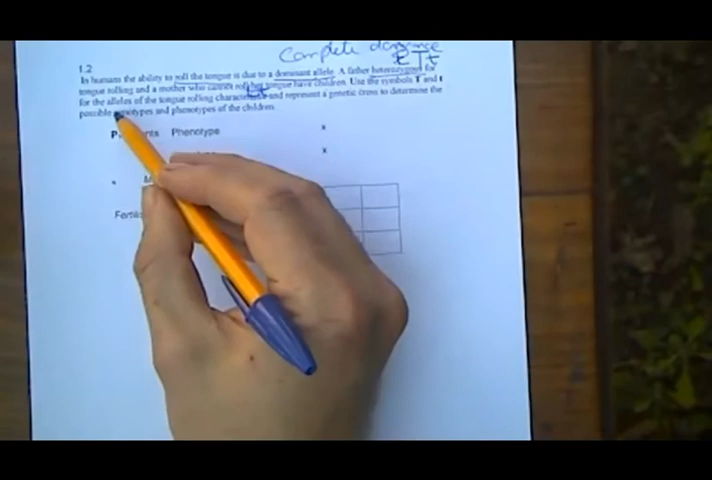 Complete
Tt
1.2
In humans the ability to roll the tongue is due to a dominant allele. A father heterozygous for
tongue rolling and a mother who cannot roll her tongue have children. Use the symbols T and t
for the alleles of the tongue rolling and represent a genetic cross to determine the
possible genotypes and phenotypes of the children.
Phenotype x
x